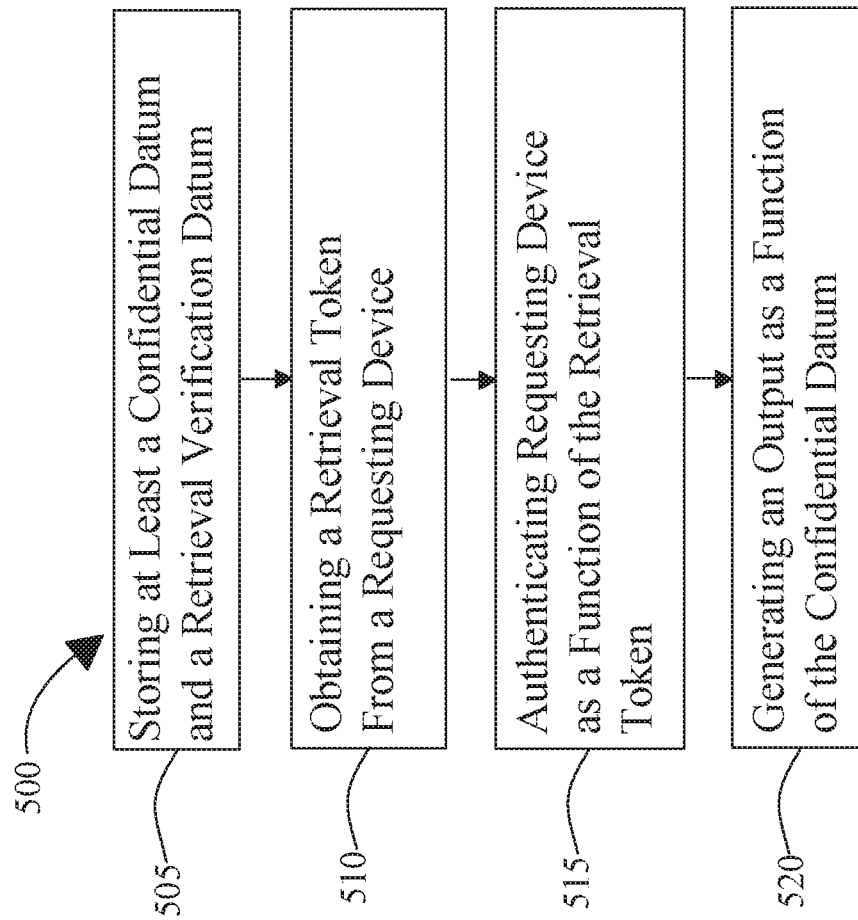 500
505
Storing at Least a Confidential Datum
and a Retrieval Verification Datum
510
Obtaining a Retrieval Token
From a Requesting Device
515
Authenticating Requesting Device
as a Function of the Retrieval
Token
520
Generating an Output as a Function
of the Confidential Datum